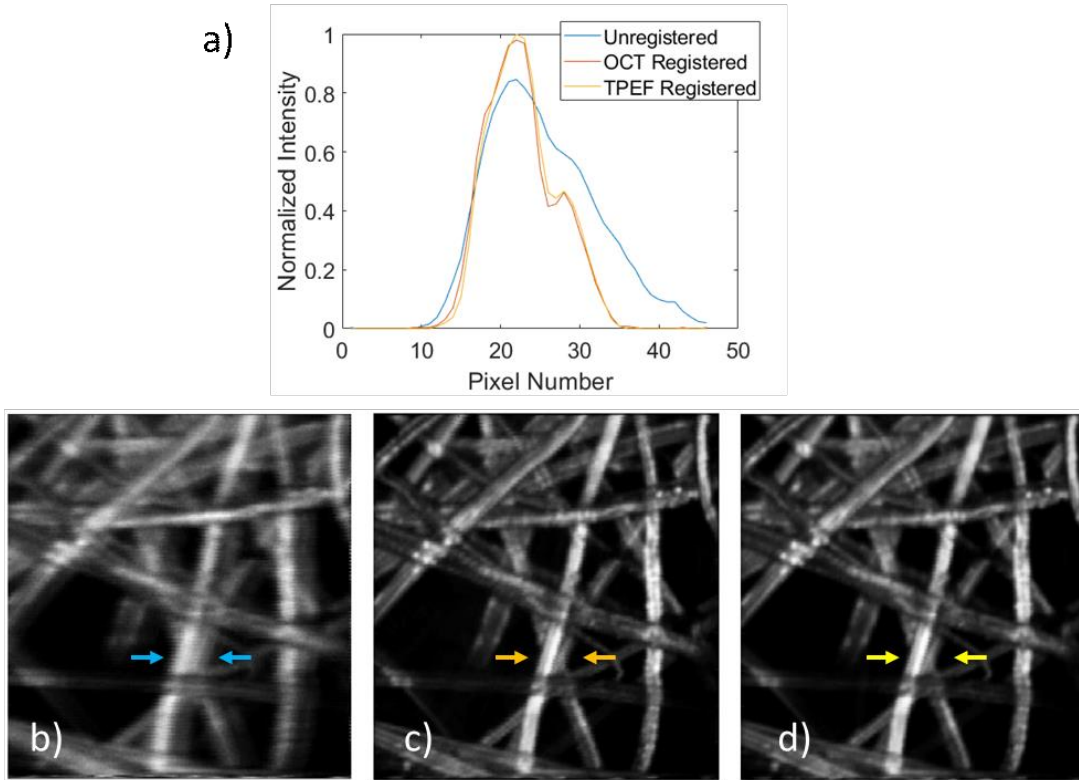 a)
Unregistered
OCT Registered
TPEF Registered
Normalized Intensity
1
0.8
0.6
0.4
0.2
0
0 10 20 30 40 50
Pixel Number
b) c) d)